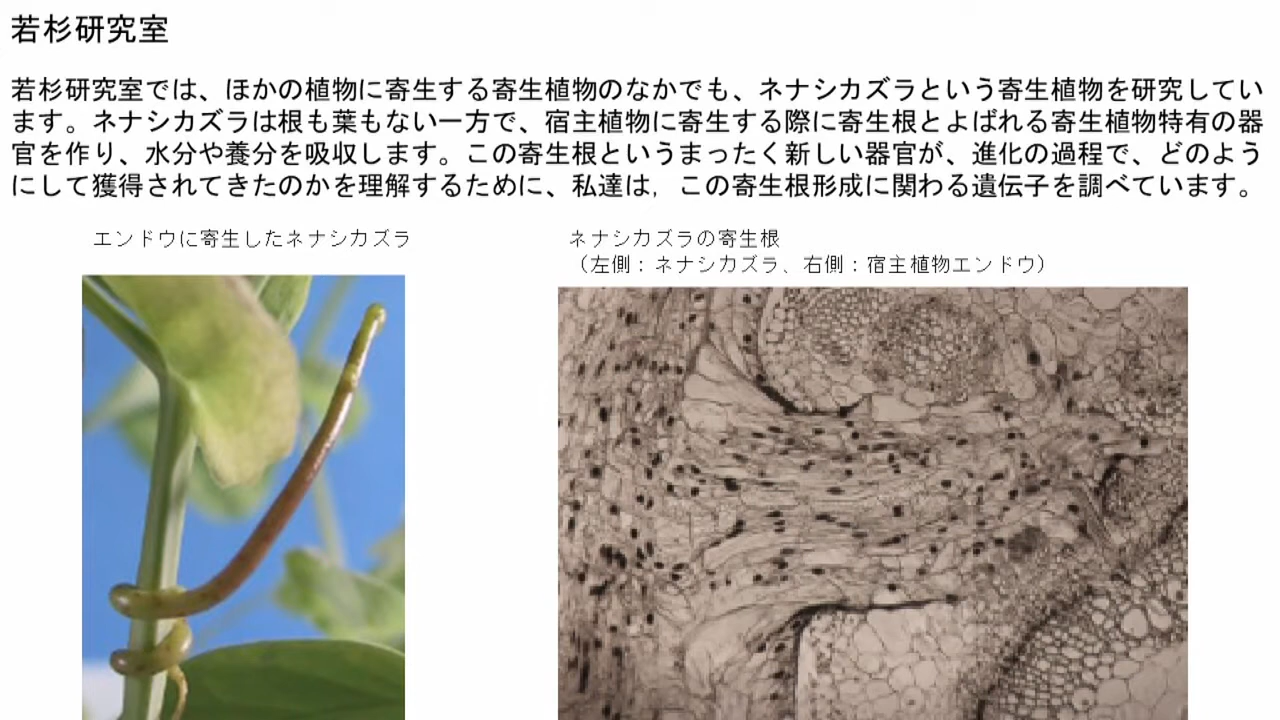 若杉研究室
若杉研究室では、ほかの植物に寄生する寄生植物のなかでも、ネナシカズラという寄生植物を研究してい
ます。ネナシカズラは根も葉もない一方で、宿主植物に寄生する際に寄生根とよばれる寄生植物特有の器
官を作り、水分や養分を吸収します。この寄生根というまったく新しい器官が、進化の過程で、どのよう
にして獲得されてきたのかを理解するために、私達は，この寄生根形成に関わる遺伝子を調べています。
エンドウに寄生したネナシカズラ
ネナシカズラの寄生根
（左側：ネナシカズラ、右側：宿主植物エンドウ）